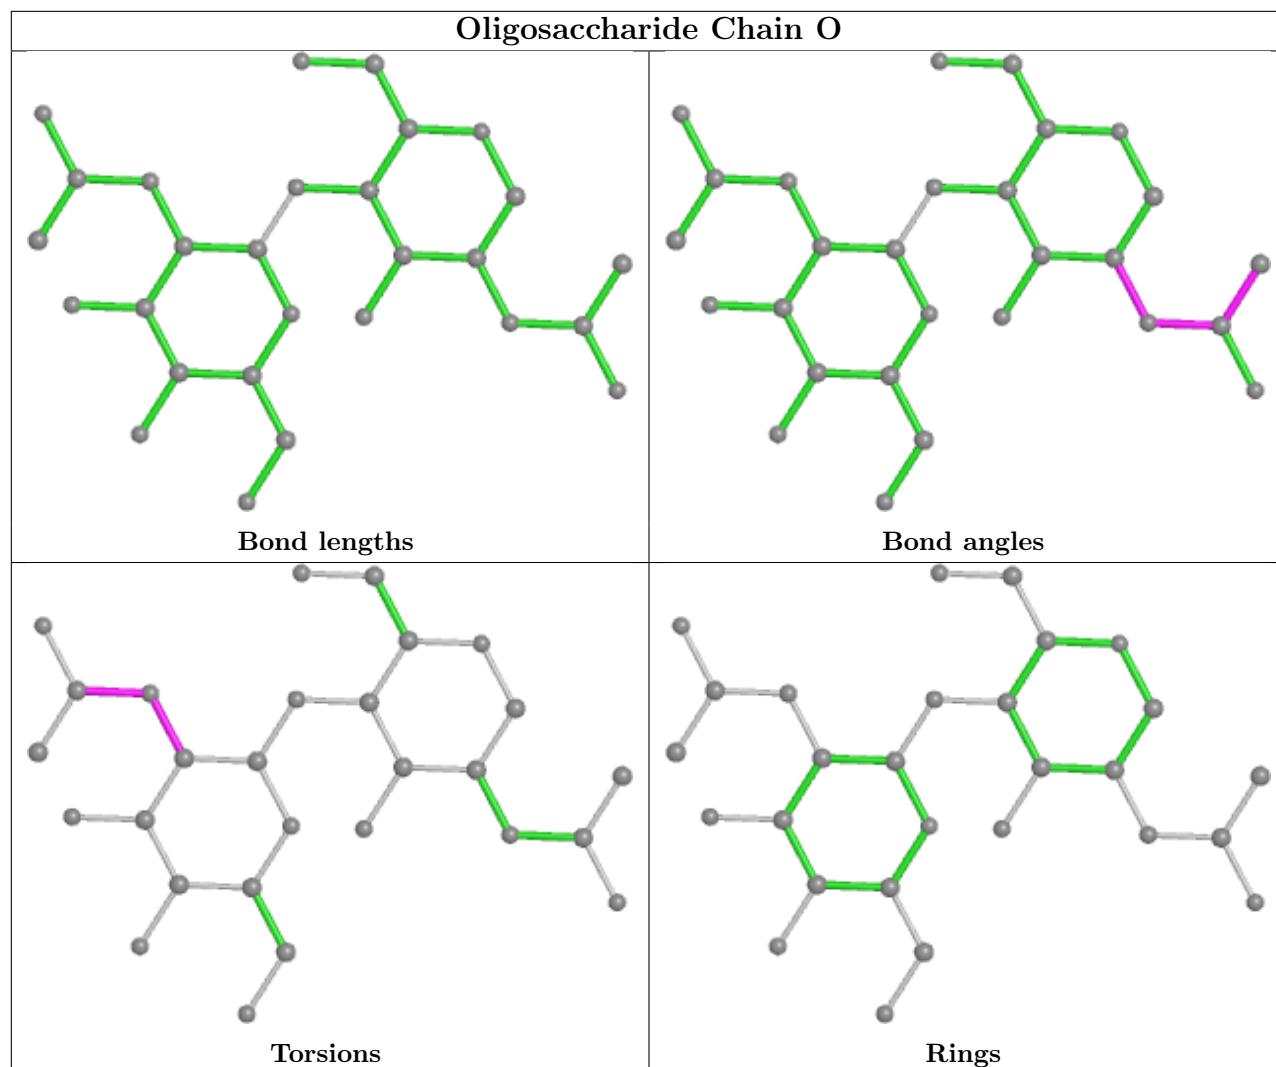 Oligosaccharide Chain O
Bond lengths
Bond angles
Torsions
Rings